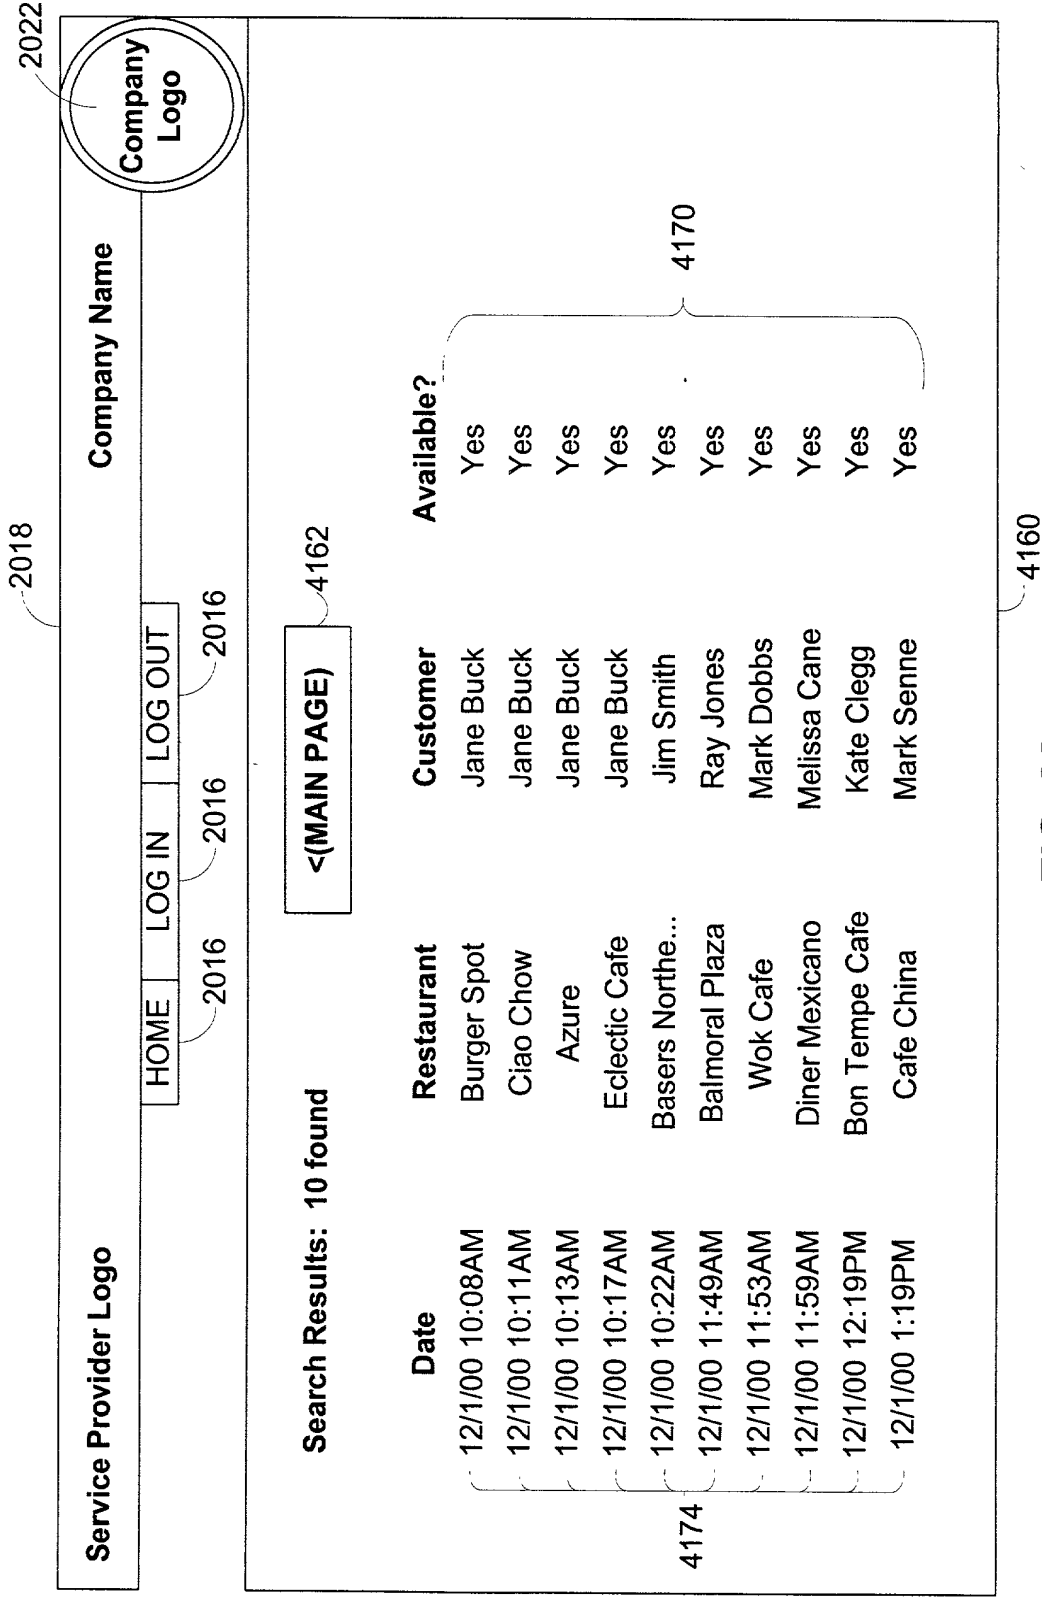 2018
2022
Service Provider Logo Company Name Company Logo
HOME LOG IN LOG OUT
2016 2016 2016
Search Results: 10 found <(MAIN PAGE) 4162
Date Restaurant Customer Available?
12/1/00 10:08AM Burger Spot Jane Buck Yes
12/1/00 10:11AM Ciao Chow Jane Buck Yes
12/1/00 10:13AM Azure Jane Buck Yes
12/1/00 10:17AM Eclectic Cafe Jane Buck Yes
12/1/00 10:22AM Basers Northe... Jim Smith Yes
12/1/00 11:49AM Balmoral Plaza Ray Jones Yes
12/1/00 11:53AM Wok Cafe Mark Dobbs Yes
12/1/00 11:59AM Diner Mexicano Melissa Cane Yes
12/1/00 12:19PM Bon Tempe Cafe Kate Clegg Yes
12/1/00 1:19PM Cafe China Mark Senne Yes
4174 4170
4160